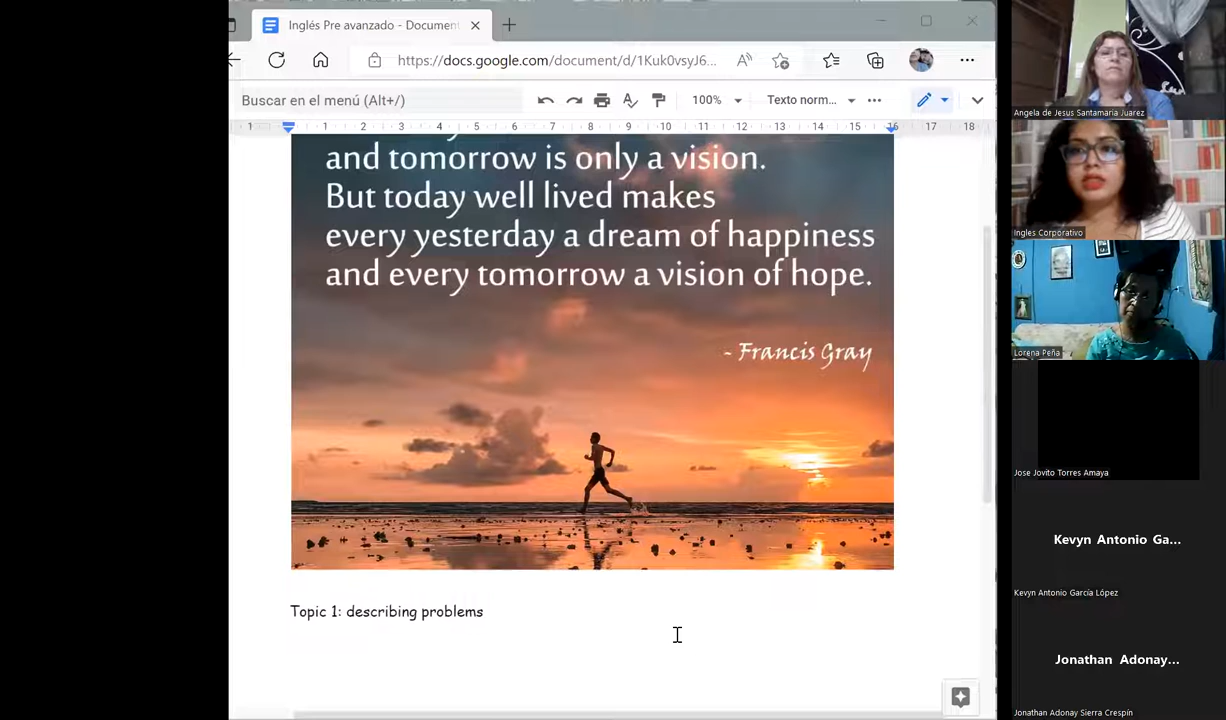 Inglés Pre avanzado - Document
https://docs.google.com/document/d/1Kuk0vsyJ6...
Buscar en el menú (Alt+/)
100%
Texto norm...
1 1 2 3 4 5 6 7 8 9 10 11 12 13 14 15 16 17 18
and tomorrow is only a vision.
But today well lived makes
every yesterday a dream of happiness
and every tomorrow a vision of hope.
~ Francis Gray
Topic 1: describing problems
Angela de Jesus Santamaria Juarez
Ingles Corporativo
Lorena Peña
Jose Jovito Torres Amaya
Kevyn Antonio Ga...
Kevyn Antonio García López
Jonathan Adonay...
Jonathan Adonay Sierra Crespín